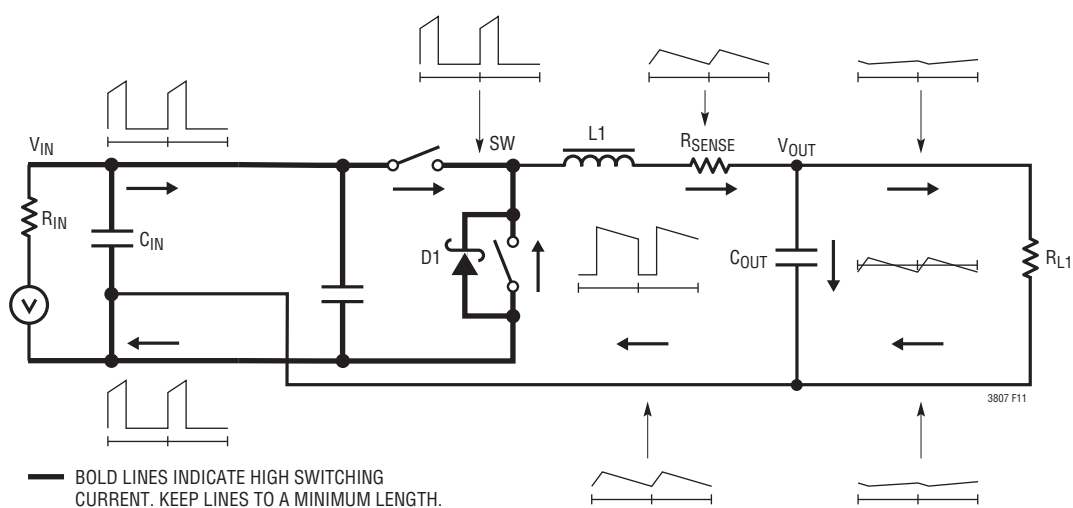 VIN
RIN
CIN
SW
D1
L1
RSENSE
VOUT
COUT
RL1
V
3807 F11
BOLD LINES INDICATE HIGH SWITCHING
CURRENT. KEEP LINES TO A MINIMUM LENGTH.